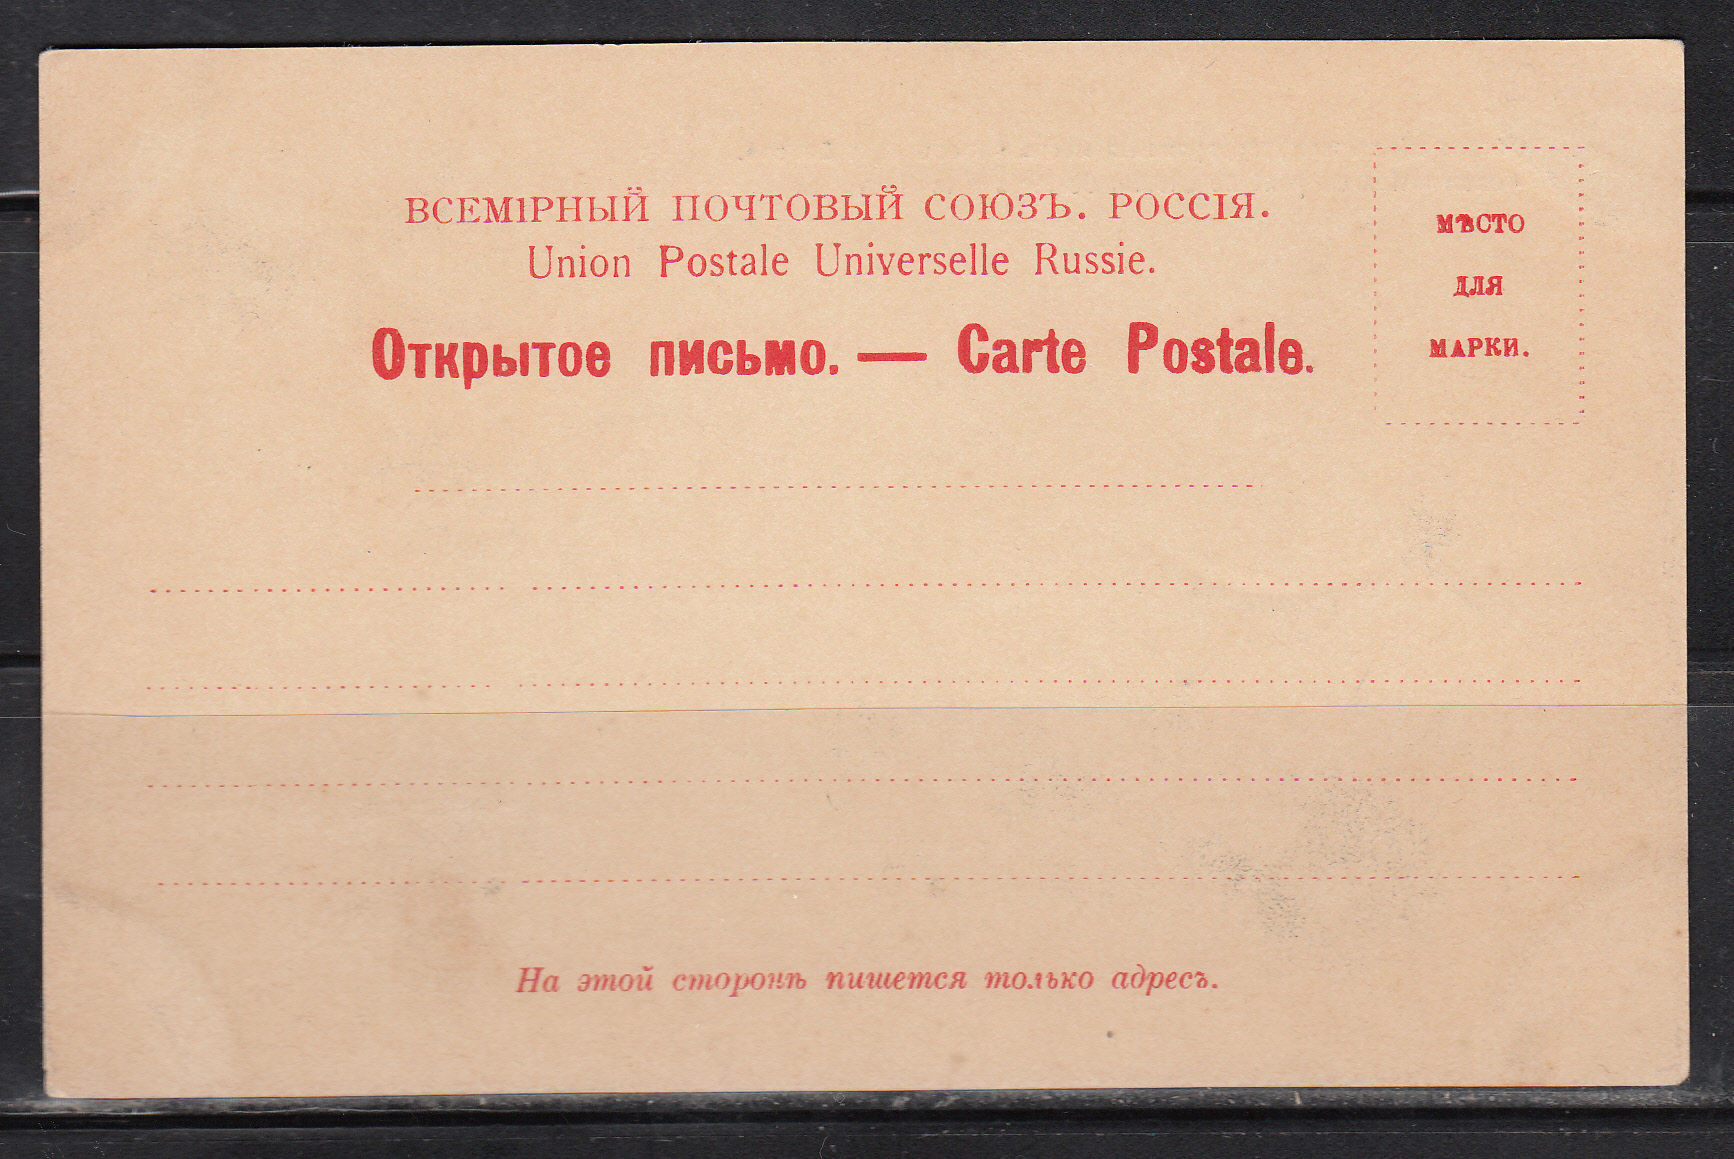 ВСЕМІРНЫЙ ПОЧТОВЫЙ СОЮЗЪ. РОССІЯ.
Union Postale Universelle Russie.
Открытое письмо. — Carte Postale.
МѢСТО
ДЛЯ
МАРКИ.
На этой сторонѣ пишется только адресъ.